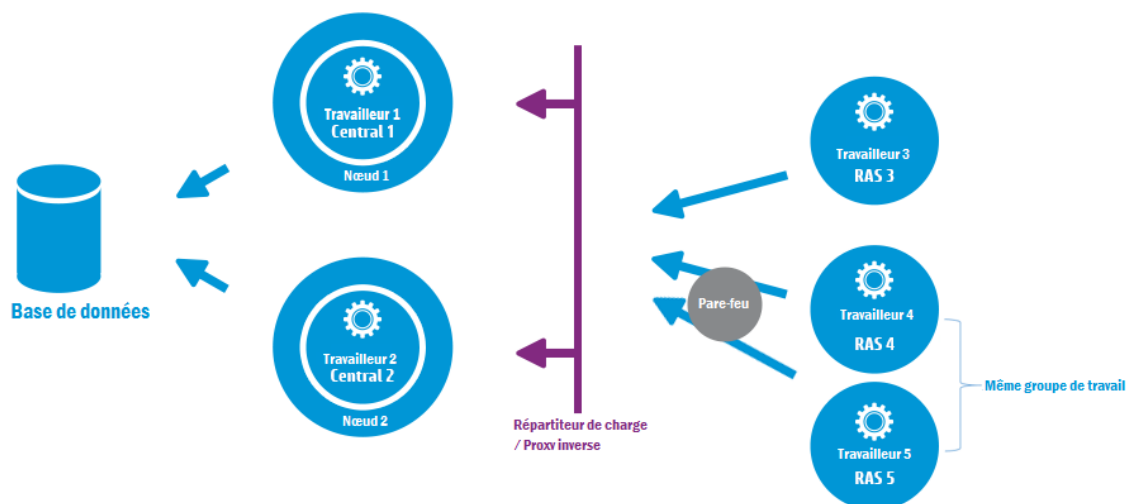 Travailleur 1
Central 1
Nœud 1
Base de données
Travailleur 2
Central 2
Nœud 2
Répartiteur de charge
/ Proxy inverse
Pare-feu
Travailleur 3
RAS 3
Travailleur 4
RAS 4
Travailleur 5
RAS 5
Même groupe de travail